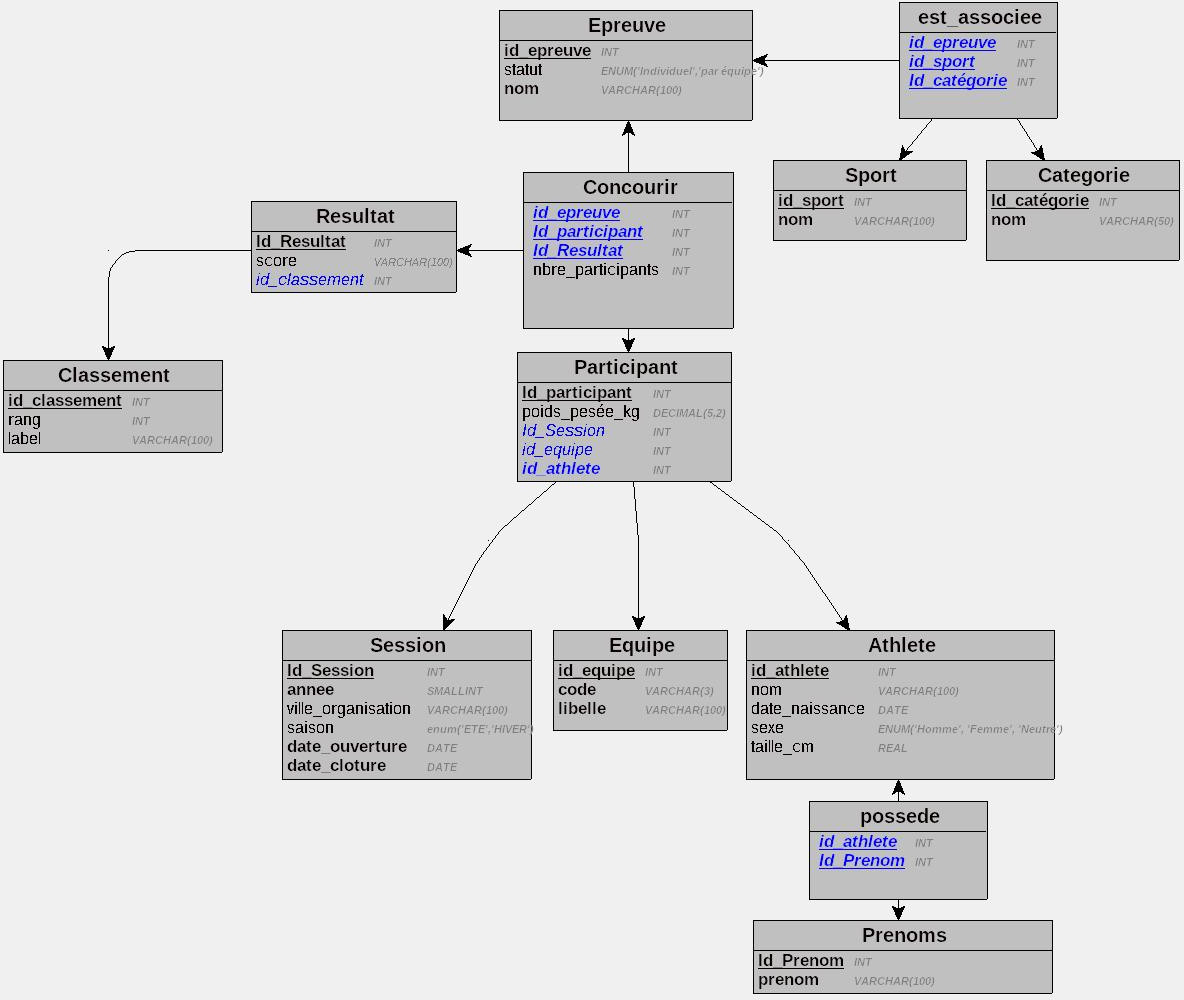 Epreuve
id_epreuve INT
statut ENUM('Individuel','par équipe')
nom VARCHAR(100)
est_associee
id_epreuve INT
id_sport INT
Id_catégorie INT
Sport
id_sport INT
nom VARCHAR(100)
Categorie
Id_catégorie INT
nom VARCHAR(50)
Concourir
id_epreuve INT
Id_participant INT
Id_Resultat INT
nbre_participants INT
Resultat
Id_Resultat INT
score VARCHAR(100)
id_classement INT
Classement
id_classement INT
rang INT
label VARCHAR(100)
Participant
Id_participant INT
poids_pesée_kg DECIMAL(5,2)
Id_Session INT
id_equipe INT
id_athlete INT
Session
Id_Session INT
annee SMALLINT
ville_organisation VARCHAR(100)
saison enum('ETE','HIVER')
date_ouverture DATE
date_cloture DATE
Equipe
id_equipe INT
code VARCHAR(3)
libelle VARCHAR(100)
Athlete
id_athlete INT
nom VARCHAR(100)
date_naissance DATE
sexe ENUM('Homme', 'Femme', 'Neutre')
taille_cm REAL
possede
id_athlete INT
Id_Prenom INT
Prenoms
Id_Prenom INT
prenom VARCHAR(100)